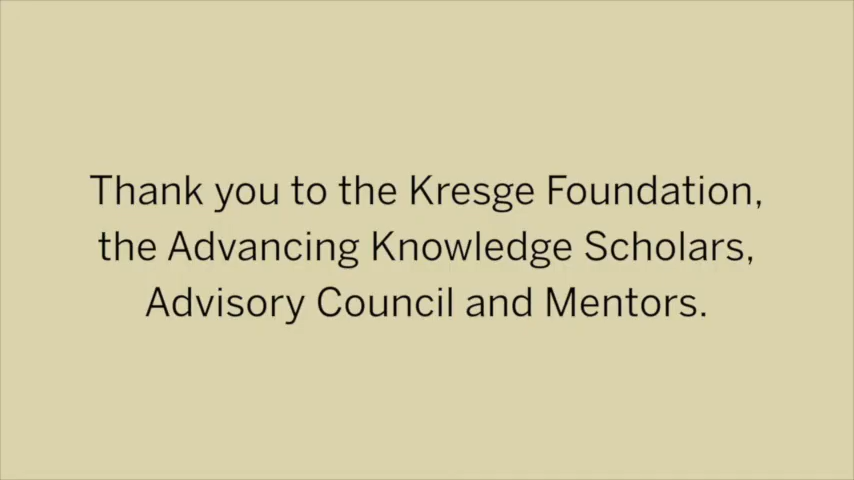 Thank you to the Kresge Foundation,
the Advancing Knowledge Scholars,
Advisory Council and Mentors.